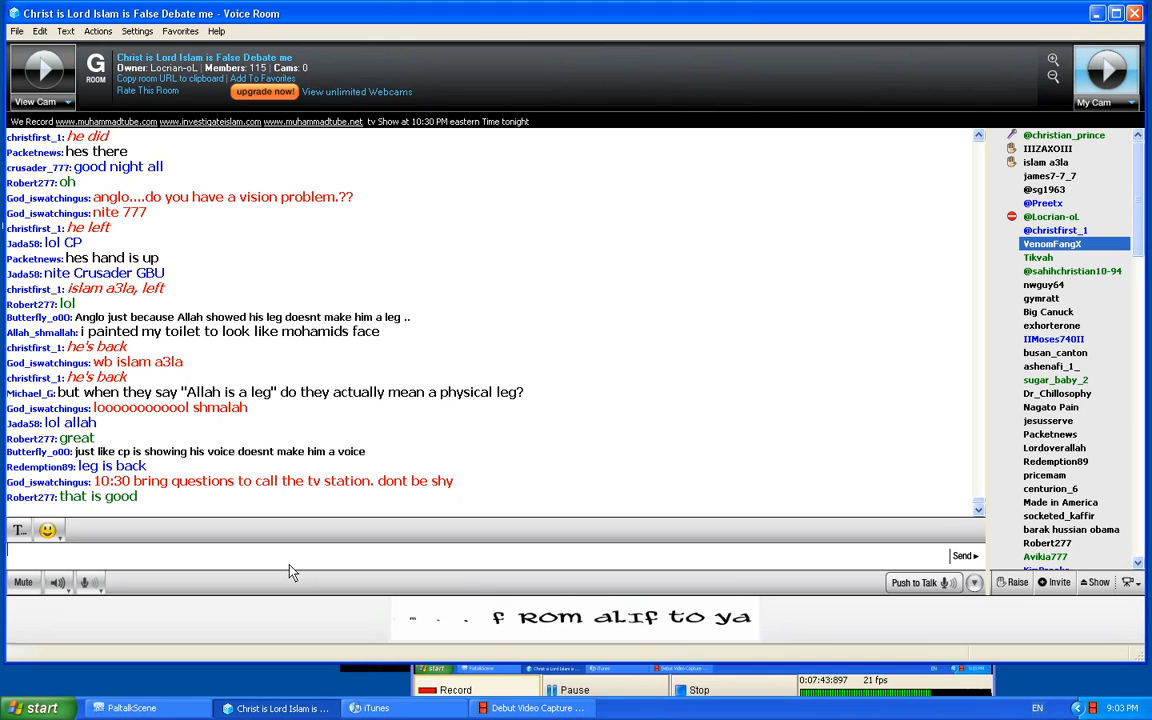 Christ is Lord Islam is False Debate me - Voice Room
File Edit Text Actions Settings Favorites Help
G ROOM
Christ is Lord Islam is False Debate me
Owner: Locrian-oL | Members: 115 | Cams: 0
Copy room URL to clipboard | Add To Favorites
Rate This Room upgrade now! View unlimited Webcams
View Cam
My Cam
We Record www.muhammadtube.com www.investigateislam.com www.muhammadtube.net tv Show at 10:30 PM eastern Time tonight
christfirst_1: he did
Packetnews: hes there
crusader_777: good night all
Robert277: oh
God_iswatchingus: anglo....do you have a vision problem.??
God_iswatchingus: nite 777
christfirst_1: he left
Jada58: lol CP
Packetnews: hes hand is up
Jada58: nite Crusader GBU
christfirst_1: islam a3la, left
Robert277: lol
Butterfly_o00: Anglo just because Allah showed his leg doesnt make him a leg ..
Allah_shmallah: i painted my toilet to look like mohamids face
christfirst_1: he's back
God_iswatchingus: wb islam a3la
christfirst_1: he's back
Michael_G: but when they say "Allah is a leg" do they actually mean a physical leg?
God_iswatchingus: loooooooooool shmalah
Jada58: lol allah
Robert277: great
Butterfly_o00: just like cp is showing his voice doesnt make him a voice
Redemption89: leg is back
God_iswatchingus: 10:30 bring questions to call the tv station. dont be shy
Robert277: that is good
@christian_prince
IIIZAXOIII
islam a3la
james7-7_7
@sg1963
@Preetx
@Locrian-oL
@christfirst_1
VenomFangX
Tikvah
@sahihchristian10-94
nwguy64
gymratt
Big Canuck
exhorterone
IIMoses740II
busan_canton
ashenafi_1_
sugar_baby_2
Dr_Chillosophy
Nagato Pain
jesusserve
Packetnews
Lordoverallah
Redemption89
pricemam
centurion_6
Made in America
socketed_kaffir
barak hussian obama
Robert277
Avikia777
T...
Send
Mute
Push to Talk
Raise Invite Show
m . . . f ROM aLIf to ya
Record Pause Stop 0:07:43:897 21 fps
start PaltalkScene Christ is Lord Islam is ... iTunes Debut Video Capture ... EN 9:03 PM